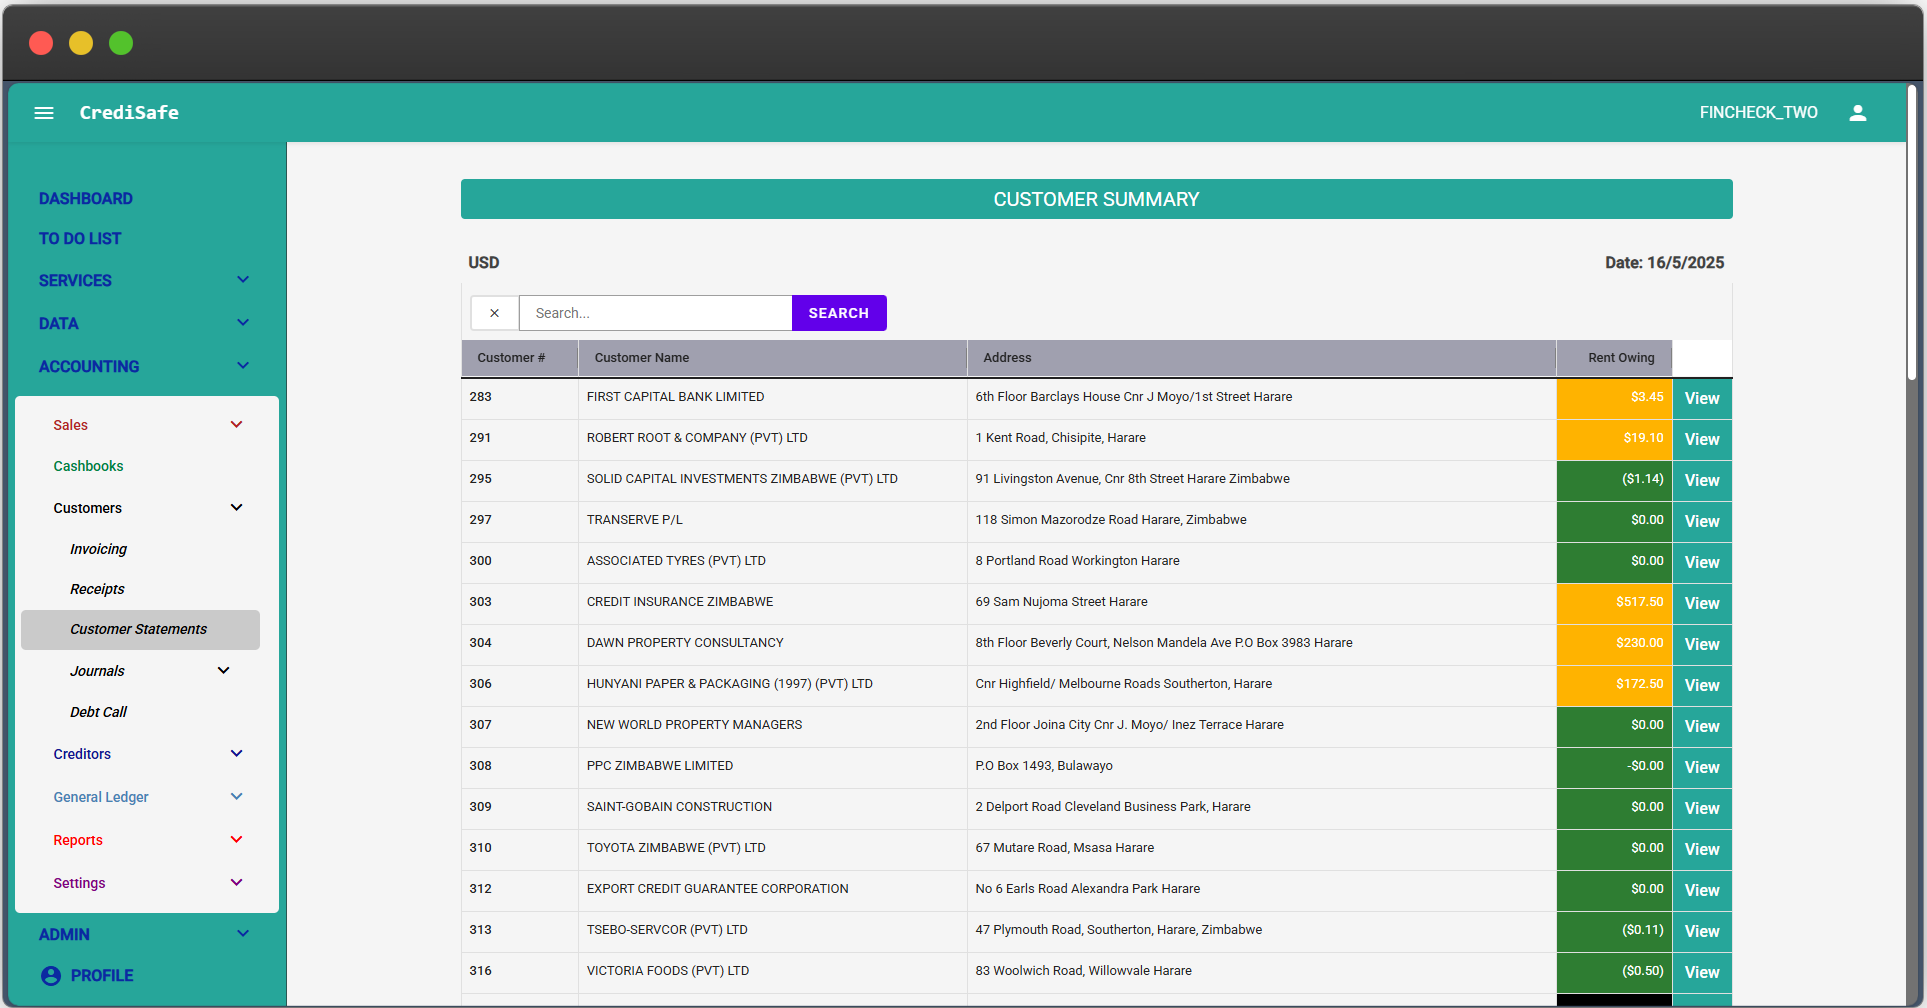 CrediSafe
FINCHECK_TWO
DASHBOARD
TO DO LIST
SERVICES
DATA
ACCOUNTING
Sales
Cashbooks
Customers
Invoicing
Receipts
Customer Statements
Journals
Debt Call
Creditors
General Ledger
Reports
Settings
ADMIN
PROFILE
CUSTOMER SUMMARY
USD Date: 16/5/2025
× Search... SEARCH
Customer # Customer Name Address Rent Owing
283 FIRST CAPITAL BANK LIMITED 6th Floor Barclays House Cnr J Moyo/1st Street Harare $3.45 View
291 ROBERT ROOT & COMPANY (PVT) LTD 1 Kent Road, Chisipite, Harare $19.10 View
295 SOLID CAPITAL INVESTMENTS ZIMBABWE (PVT) LTD 91 Livingston Avenue, Cnr 8th Street Harare Zimbabwe ($1.14) View
297 TRANSERVE P/L 118 Simon Mazorodze Road Harare, Zimbabwe $0.00 View
300 ASSOCIATED TYRES (PVT) LTD 8 Portland Road Workington Harare $0.00 View
303 CREDIT INSURANCE ZIMBABWE 69 Sam Nujoma Street Harare $517.50 View
304 DAWN PROPERTY CONSULTANCY 8th Floor Beverly Court, Nelson Mandela Ave P.O Box 3983 Harare $230.00 View
306 HUNYANI PAPER & PACKAGING (1997) (PVT) LTD Cnr Highfield/ Melbourne Roads Southerton, Harare $172.50 View
307 NEW WORLD PROPERTY MANAGERS 2nd Floor Joina City Cnr J. Moyo/ Inez Terrace Harare $0.00 View
308 PPC ZIMBABWE LIMITED P.O Box 1493, Bulawayo -$0.00 View
309 SAINT-GOBAIN CONSTRUCTION 2 Delport Road Cleveland Business Park, Harare $0.00 View
310 TOYOTA ZIMBABWE (PVT) LTD 67 Mutare Road, Msasa Harare $0.00 View
312 EXPORT CREDIT GUARANTEE CORPORATION No 6 Earls Road Alexandra Park Harare $0.00 View
313 TSEBO-SERVCOR (PVT) LTD 47 Plymouth Road, Southerton, Harare, Zimbabwe ($0.11) View
316 VICTORIA FOODS (PVT) LTD 83 Woolwich Road, Willowvale Harare ($0.50) View